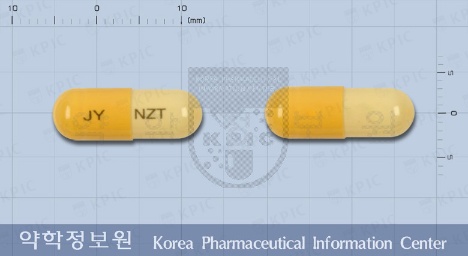 10 0 10 (mm)
JY NZT
5
0
5
약학정보원 Korea Pharmaceutical Information Center